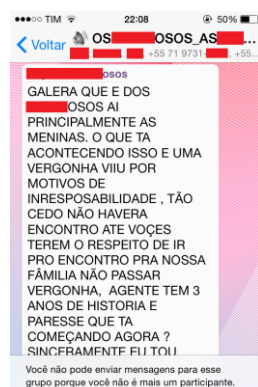 TIM 22:08 50%
Voltar OS OSOS_AS ...
+55 71 9731- , +55...
osos
GALERA QUE E DOS
OSOS AI
PRINCIPALMENTE AS
MENINAS. O QUE TA
ACONTECENDO ISSO E UMA
VERGONHA VIIU POR
MOTIVOS DE
INRESPOSABILIDADE , TÃO
CEDO NÃO HAVERA
ENCONTRO ATE VOÇES
TEREM O RESPEITO DE IR
PRO ENCONTRO PRA NOSSA
FÂMILIA NÃO PASSAR
VERGONHA, AGENTE TEM 3
ANOS DE HISTORIA E
PARESSE QUE TA
COMEÇANDO AGORA ?
SINCERAMENTE EU TOU
Você não pode enviar mensagens para esse
grupo porque você não é mais um participante.